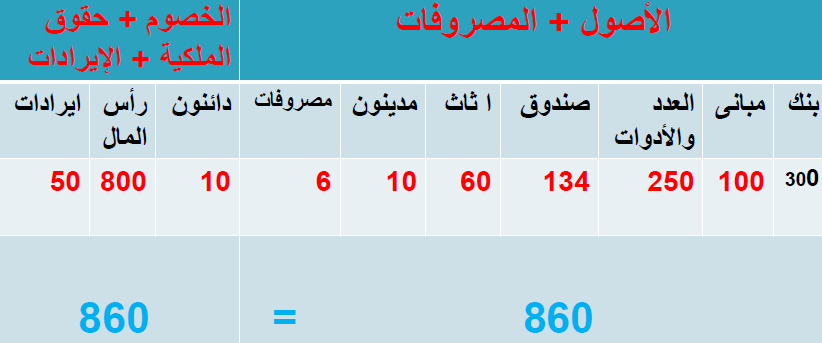 الأصول + المصروفات
الخصوم + حقوق
الملكية + الإيرادات
بنك
مبانى
العدد
والأدوات
صندوق
ا ثاث
مدينون
مصروفات
دائنون
رأس
المال
ايرادات
300
100
250
134
60
10
6
10
800
50
860
=
860